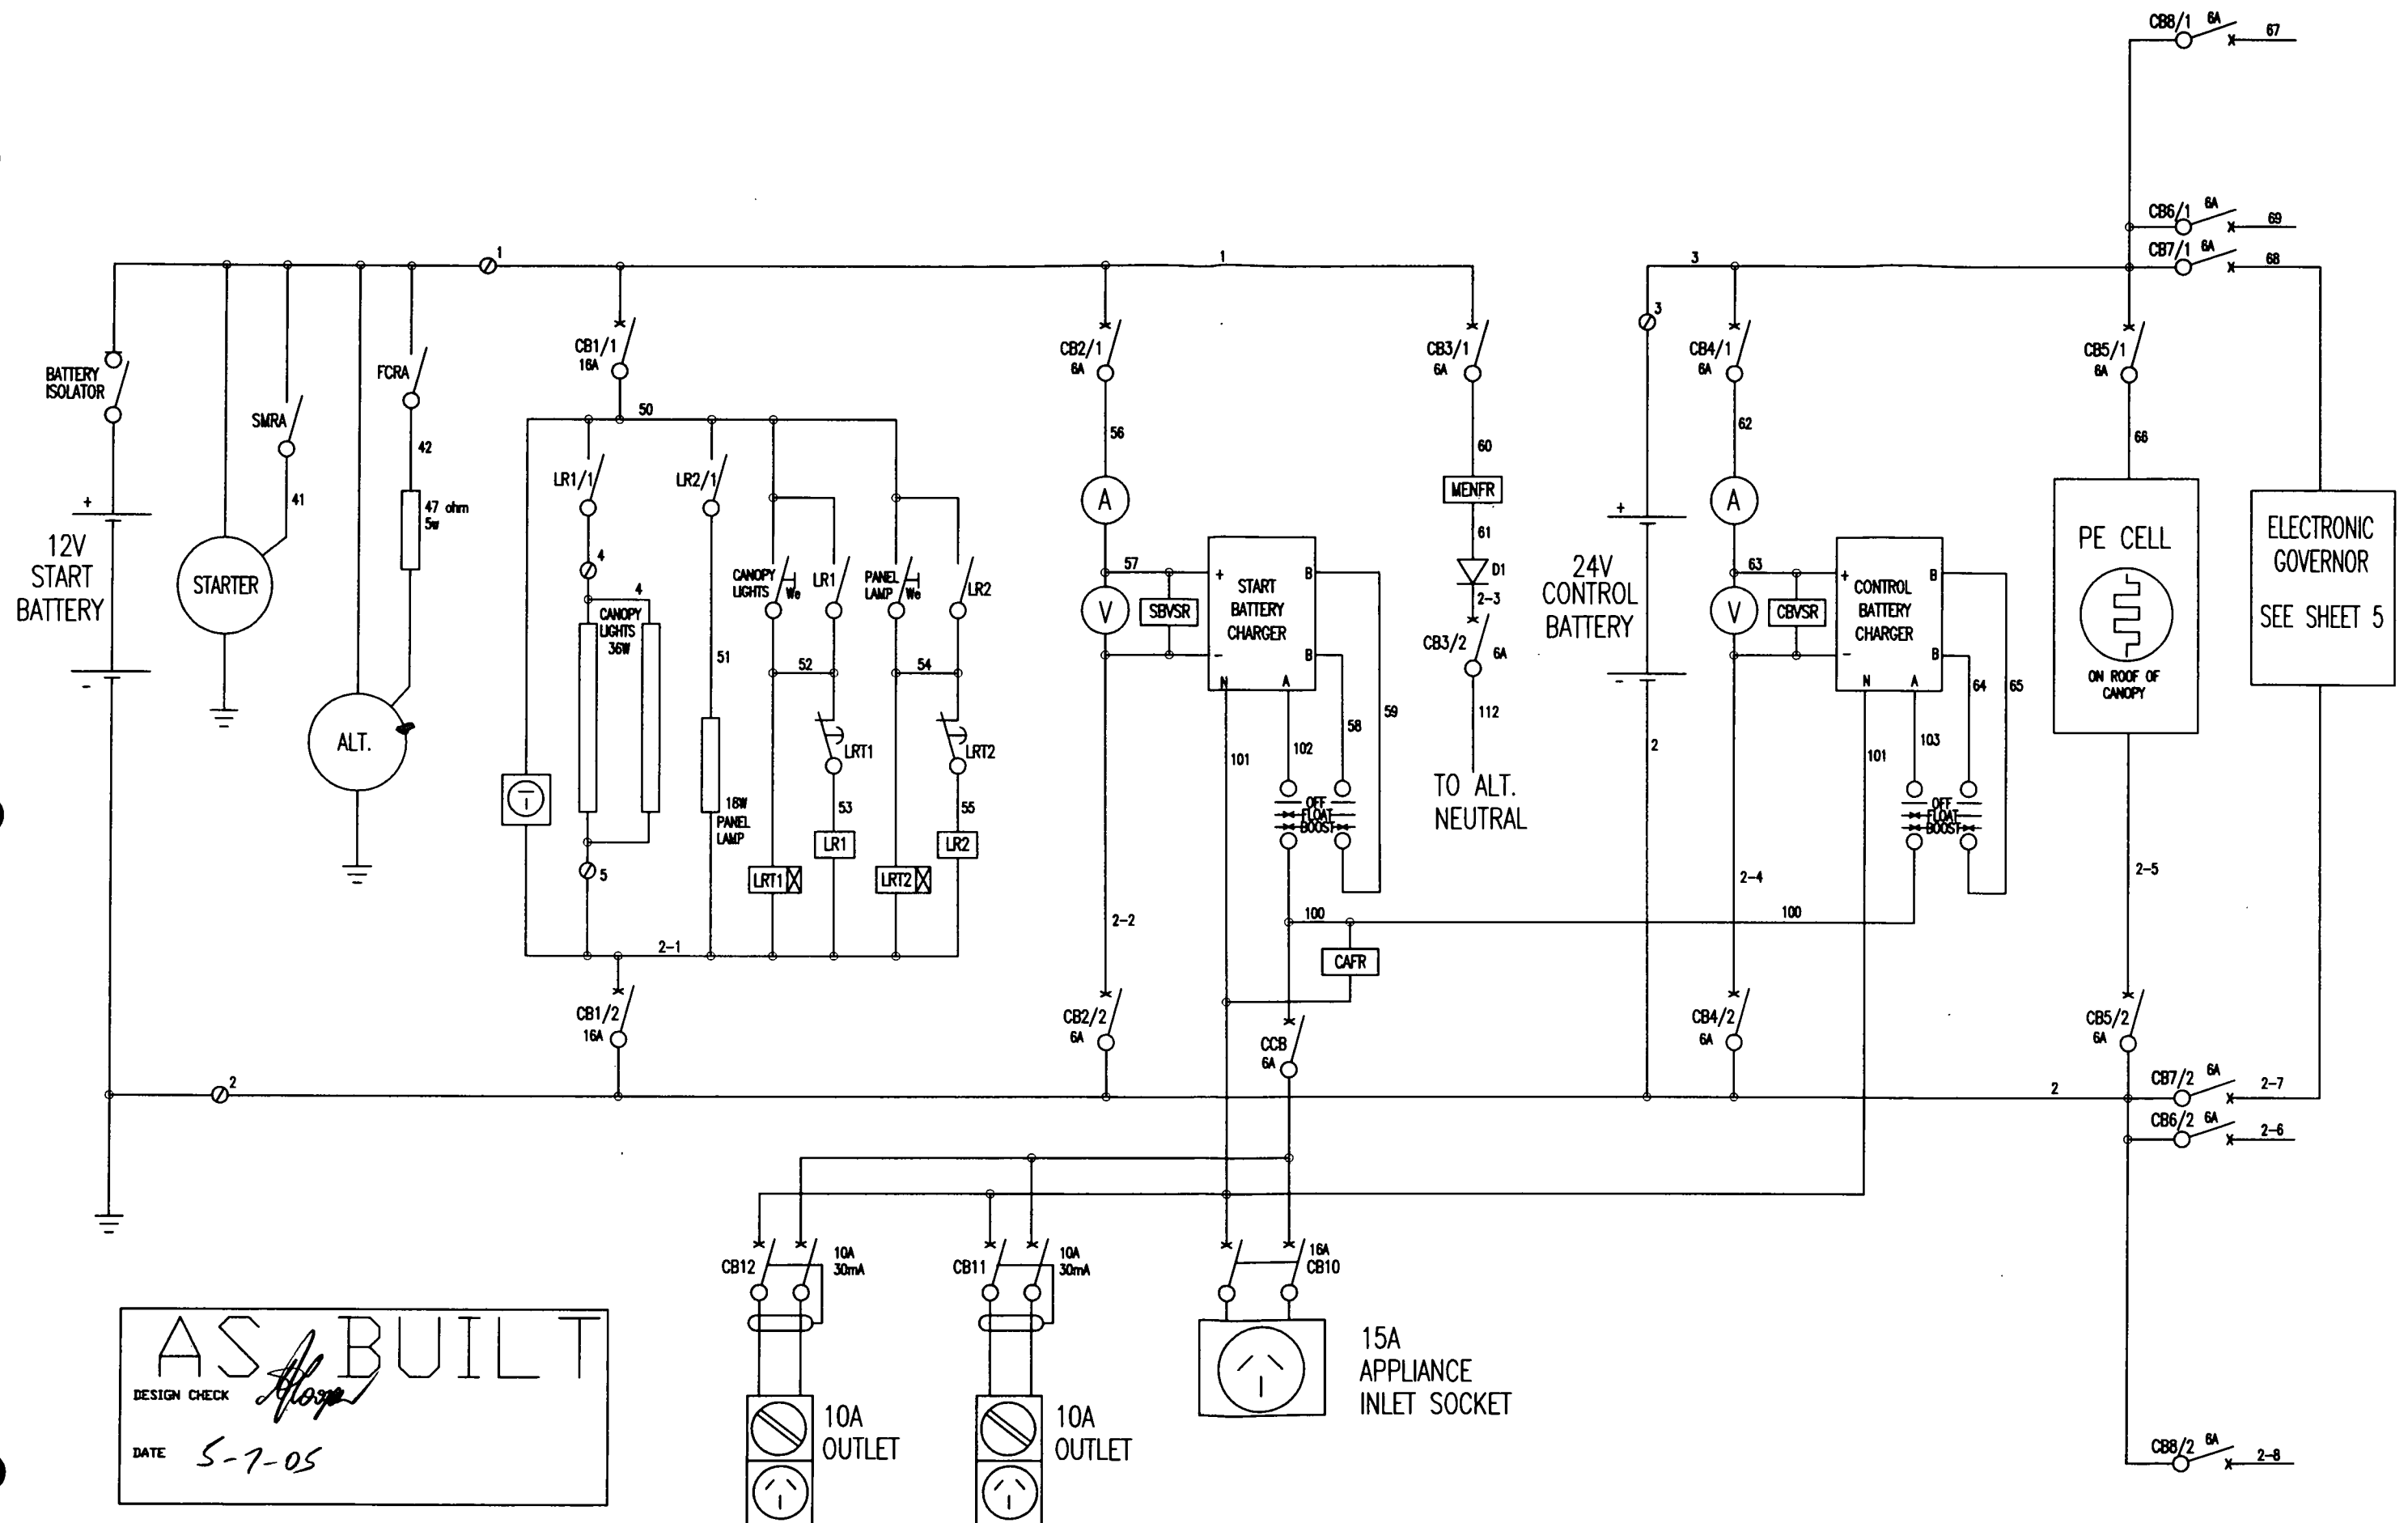 CB8/1 6A 67
CB6/1 6A 69
CB7/1 6A 68
1
1
3
3
BATTERY
ISOLATOR
SMRA
FCRA
41
42
47 ohm
5w
+
12V
START
BATTERY
-
STARTER
ALT.
CB1/1
16A
50
LR1/1
LR2/1
4
4
CANOPY
LIGHTS
36W
5
51
18W
PANEL
LAMP
CANOPY
LIGHTS We
LR1
PANEL
LAMP We
LR2
52
54
LRT1
LRT2
53
55
LR1
LR2
LRT1
LRT2
2-1
CB1/2
16A
2
CB2/1
6A
56
A
57
V
SBVSR
+ B
START
BATTERY
CHARGER
- B
N A
101
102
58
59
OFF
FLOAT
BOOST
2-2
CB2/2
6A
100
CAFR
CCB
6A
CB3/1
6A
60
MENFR
61
D1
2-3
CB3/2 6A
112
TO ALT.
NEUTRAL
+
24V
CONTROL
BATTERY
-
2
CB4/1
6A
62
A
63
V
CBVSR
+ B
CONTROL
BATTERY
CHARGER
- B
N A
101
103
64
65
OFF
FLOAT
BOOST
2-4
100
CB4/2
6A
CB5/1
6A
66
PE CELL
ON ROOF OF
CANOPY
2-5
CB5/2
6A
ELECTRONIC
GOVERNOR
SEE SHEET 5
2
CB7/2 6A 2-7
CB6/2 6A 2-6
CB8/2 6A 2-8
CB12
10A
30mA
CB11
10A
30mA
16A
CB10
10A
OUTLET
10A
OUTLET
15A
APPLIANCE
INLET SOCKET
AS BUILT
DESIGN CHECK
DATE 5-7-05